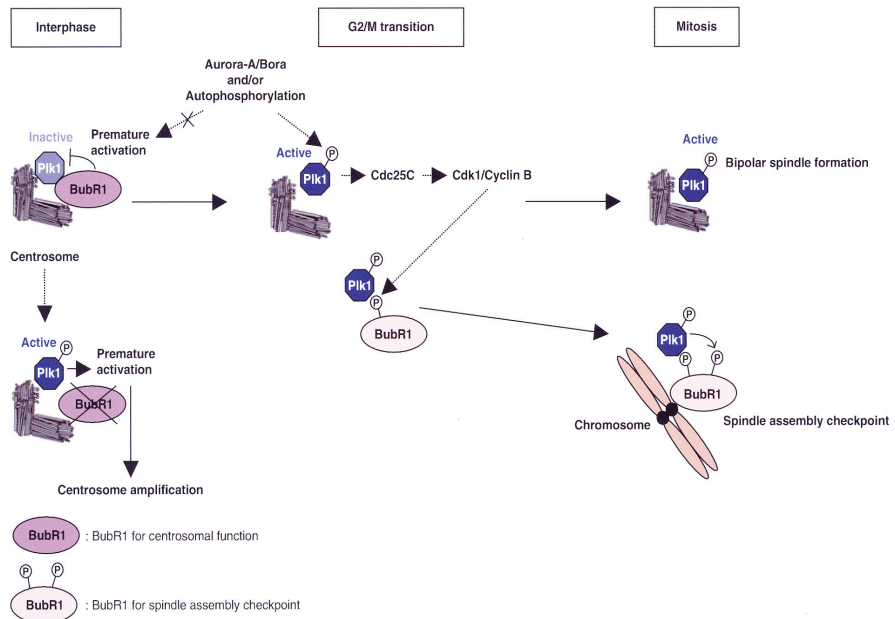 Interphase
G2/M transition
Mitosis
Aurora-A/Bora
and/or
Autophosphorylation
Inactive
Premature
activation
Plk1
BubR1
Active
P
Plk1
Cdc25C
Cdk1/Cyclin B
Active
P
Plk1
Bipolar spindle formation
Centrosome
P
Plk1
P
BubR1
Active
P
Plk1
Premature
activation
BubR1
P
Plk1
P
P
BubR1
Chromosome
Spindle assembly checkpoint
Centrosome amplification
BubR1 : BubR1 for centrosomal function
P P
BubR1 : BubR1 for spindle assembly checkpoint